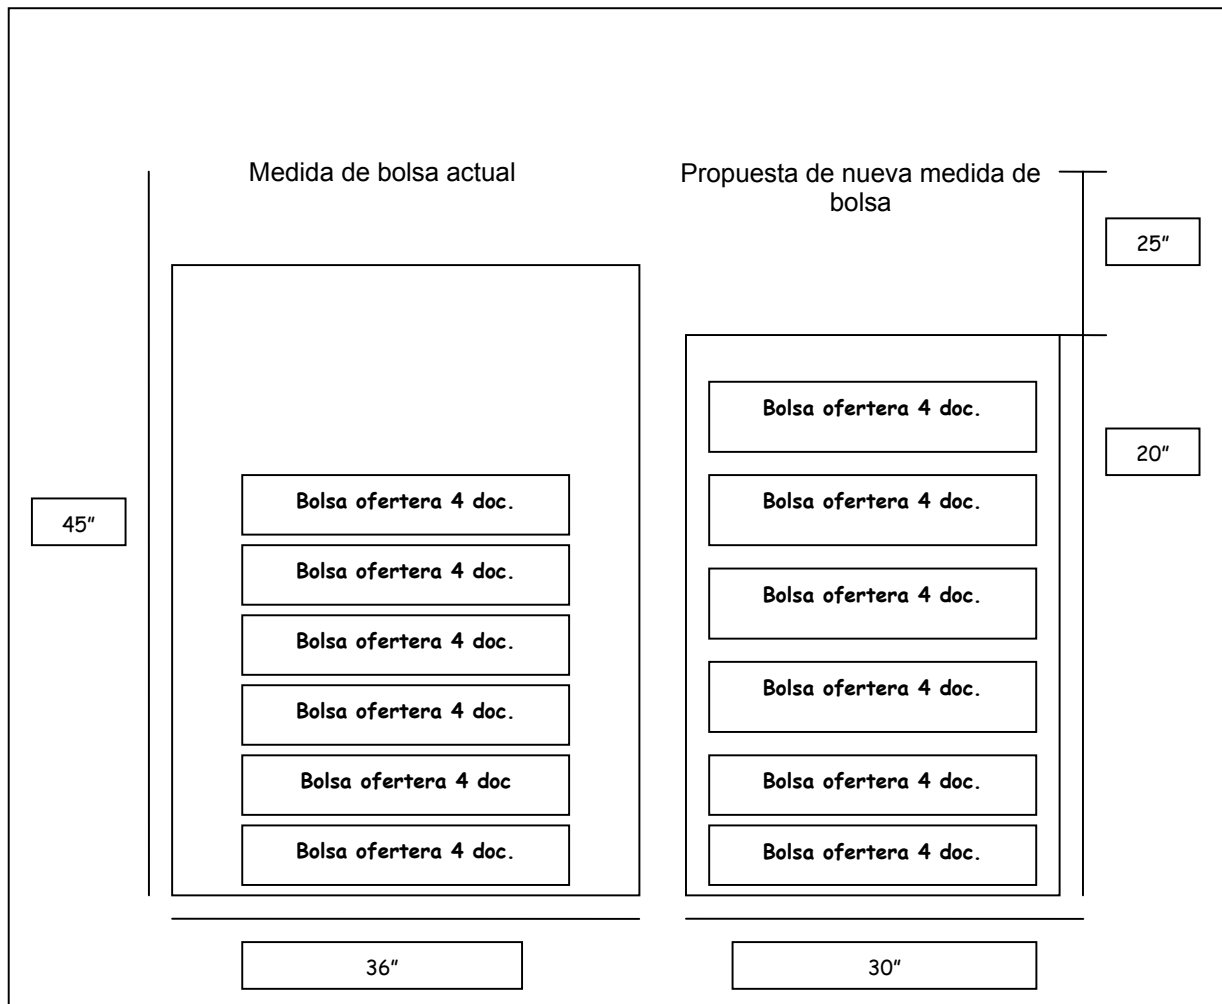 Medida de bolsa actual
Propuesta de nueva medida de
bolsa
25”
20”
45”
Bolsa ofertera 4 doc.
Bolsa ofertera 4 doc.
Bolsa ofertera 4 doc.
Bolsa ofertera 4 doc.
Bolsa ofertera 4 doc
Bolsa ofertera 4 doc.
Bolsa ofertera 4 doc.
Bolsa ofertera 4 doc.
Bolsa ofertera 4 doc.
Bolsa ofertera 4 doc.
Bolsa ofertera 4 doc.
Bolsa ofertera 4 doc.
36”
30”